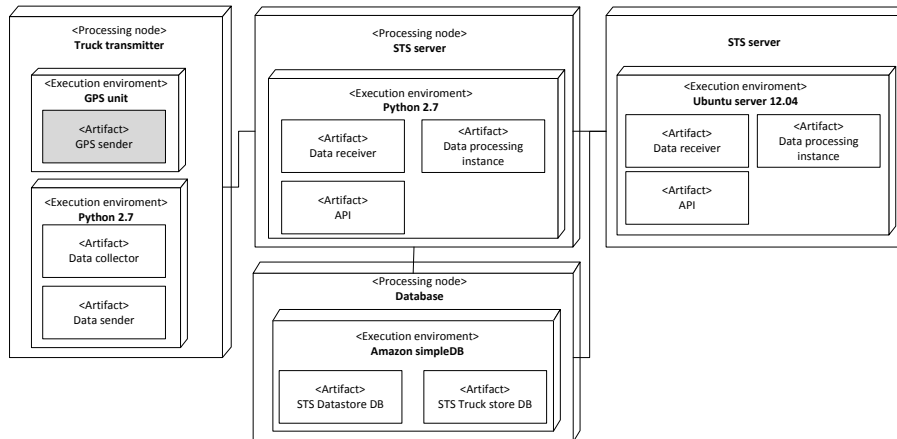 <Processing node>
Truck transmitter
<Execution enviroment>
GPS unit
<Artifact>
GPS sender
<Execution enviroment>
Python 2.7
<Artifact>
Data collector
<Artifact>
Data sender
<Processing node>
STS server
<Execution enviroment>
Python 2.7
<Artifact>
Data receiver
<Artifact>
Data processing
instance
<Artifact>
API
STS server
<Execution enviroment>
Ubuntu server 12.04
<Artifact>
Data receiver
<Artifact>
Data processing
instance
<Artifact>
API
<Processing node>
Database
<Execution enviroment>
Amazon simpleDB
<Artifact>
STS Datastore DB
<Artifact>
STS Truck store DB